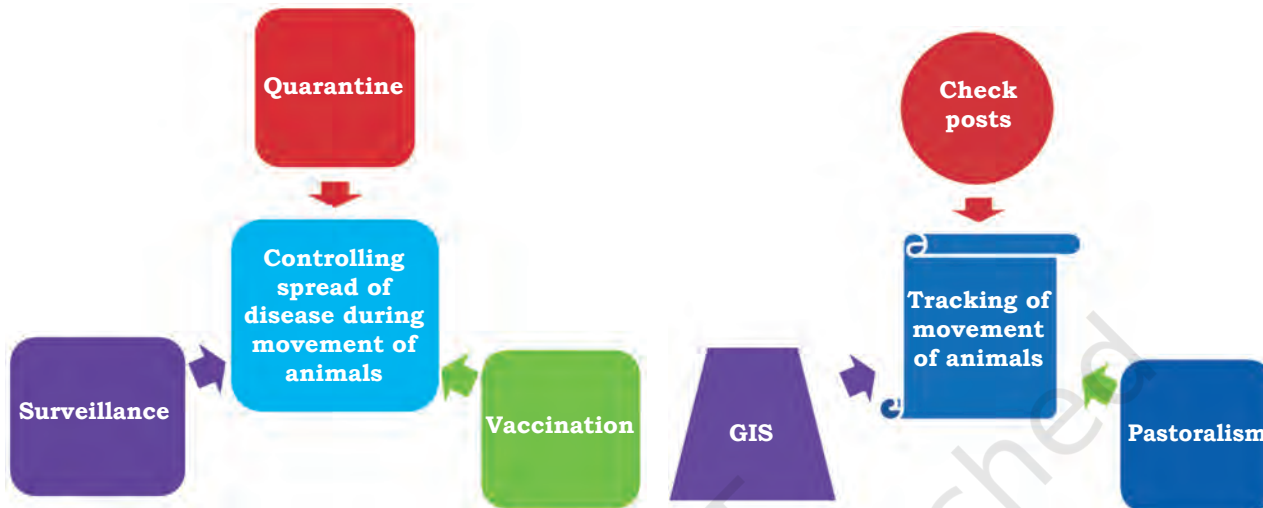 Quarantine
Controlling
spread of
disease during
movement of
animals
Surveillance
Vaccination
Check
posts
Tracking of
movement
of animals
GIS
Pastoralism